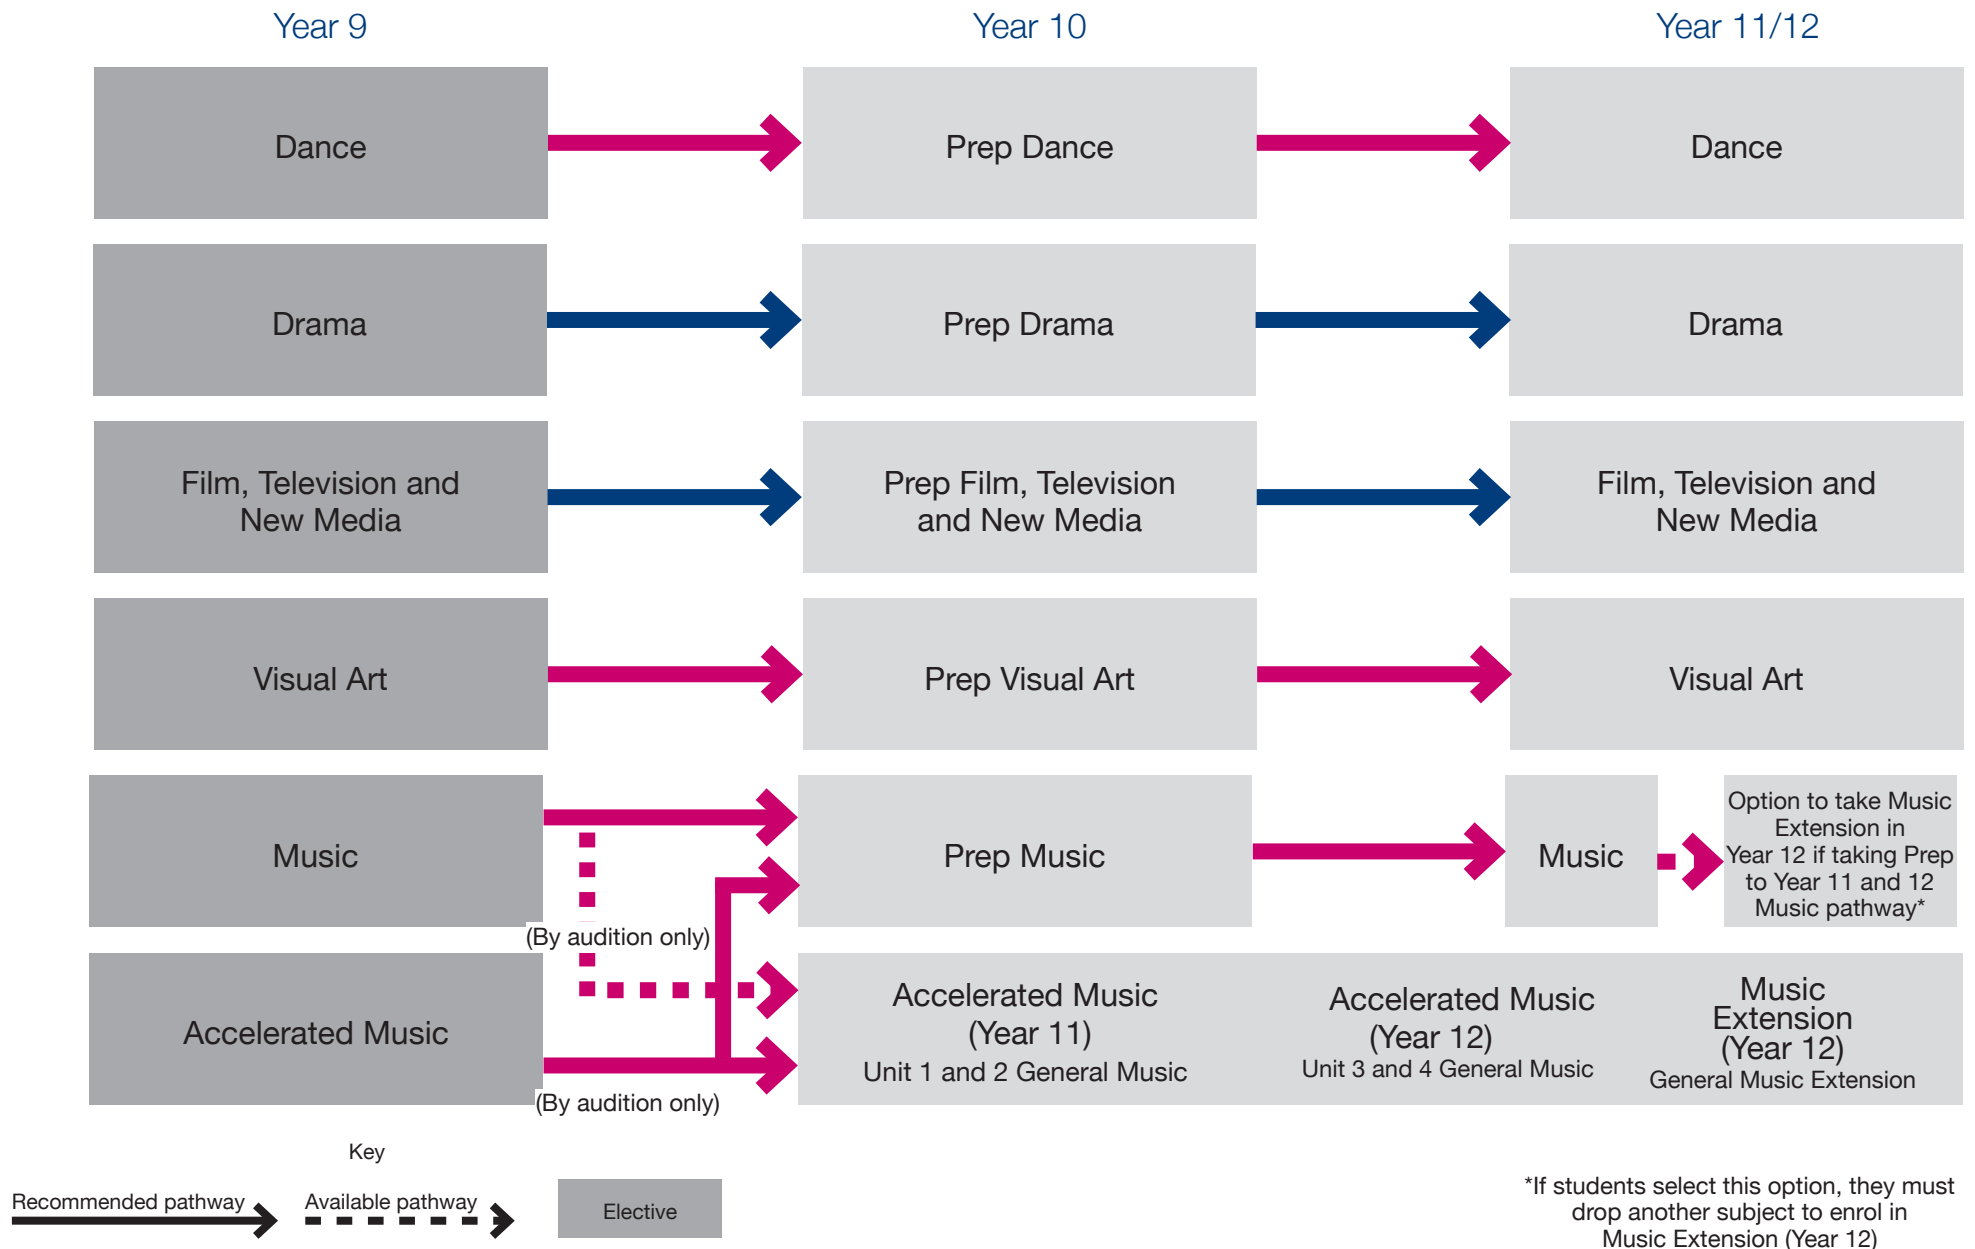 Year 9
Year 10
Year 11/12
Dance
Prep Dance
Dance
Drama
Prep Drama
Drama
Film, Television and
New Media
Prep Film, Television
and New Media
Film, Television and
New Media
Visual Art
Prep Visual Art
Visual Art
Music
Prep Music
Music
Option to take Music
Extension in
Year 12 if taking Prep
to Year 11 and 12
Music pathway*
(By audition only)
Accelerated Music
(By audition only)
Accelerated Music
(Year 11)
Unit 1 and 2 General Music
Accelerated Music
(Year 12)
Unit 3 and 4 General Music
Music
Extension
(Year 12)
General Music Extension
Key
Recommended pathway
Available pathway
Elective
*If students select this option, they must
drop another subject to enrol in
Music Extension (Year 12)